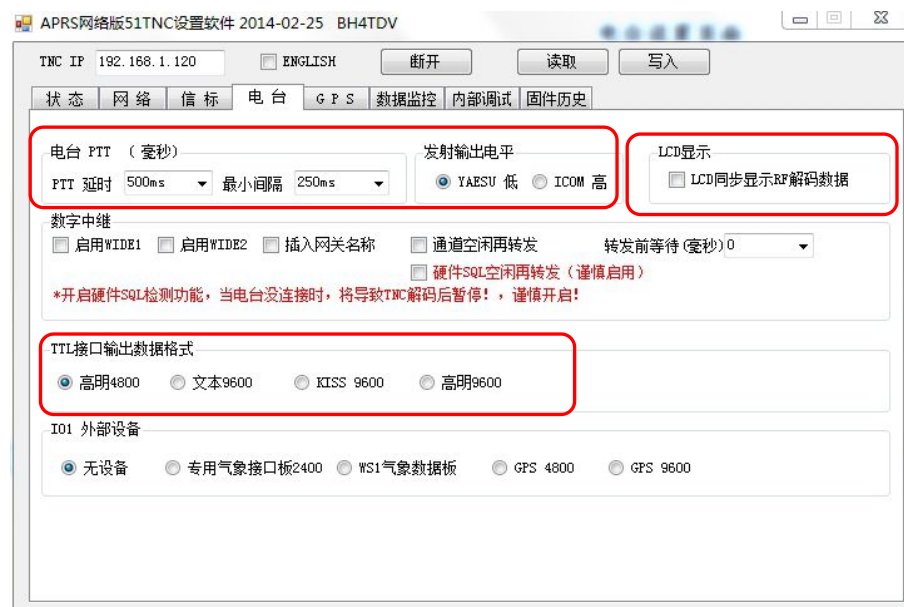 APRS网络版51TNC设置软件 2014-02-25 BH4TDV
TNC IP 192.168.1.120 ENGLISH 断开 读取 写入
状态 网络 信标 电台 GPS 数据监控 内部调试 固件历史
电台 PTT (毫秒) 发射输出电平 LCD显示
PTT 延时 500ms 最小间隔 250ms YAESU 低 ICOM 高 LCD同步显示RF解码数据
数字中继
启用WIDE1 启用WIDE2 插入网关名称 通道空闲再转发 转发前等待(毫秒) 0
硬件SQL空闲再转发(谨慎启用)
*开启硬件SQL检测功能，当电台没连接时，将导致TNC解码后暂停！，谨慎开启！
TTL接口输出数据格式
高明4800 文本9600 KISS 9600 高明9600
IO1 外部设备
无设备 专用气象接口板2400 WS1气象数据板 GPS 4800 GPS 9600